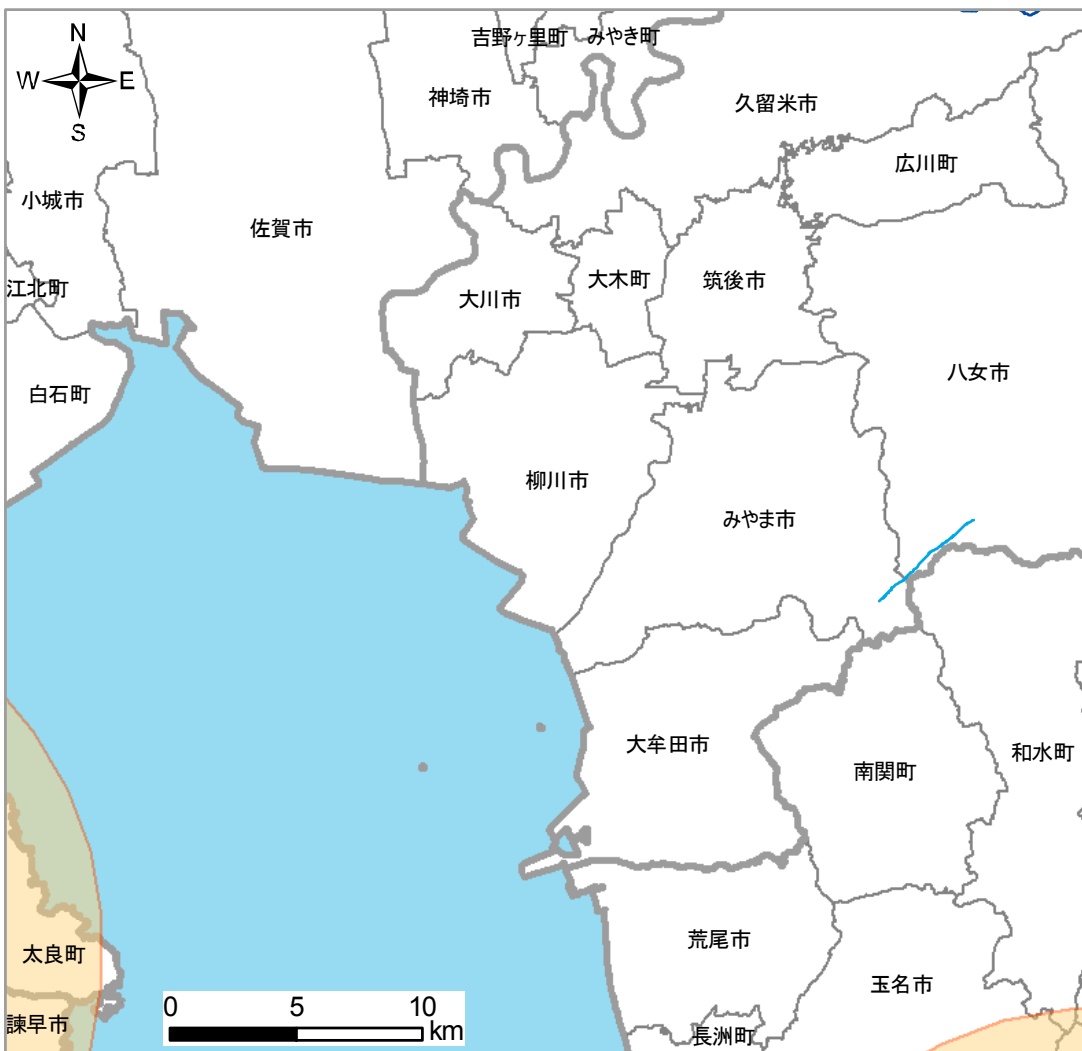 吉野ヶ里町 みやき町
N
W E
S
神埼市
久留米市
広川町
小城市
佐賀市
江北町
大川市
大木町
筑後市
白石町
八女市
柳川市
みやま市
大牟田市
南関町
和水町
荒尾市
太良町
玉名市
諫早市
長洲町
0 5 10
km